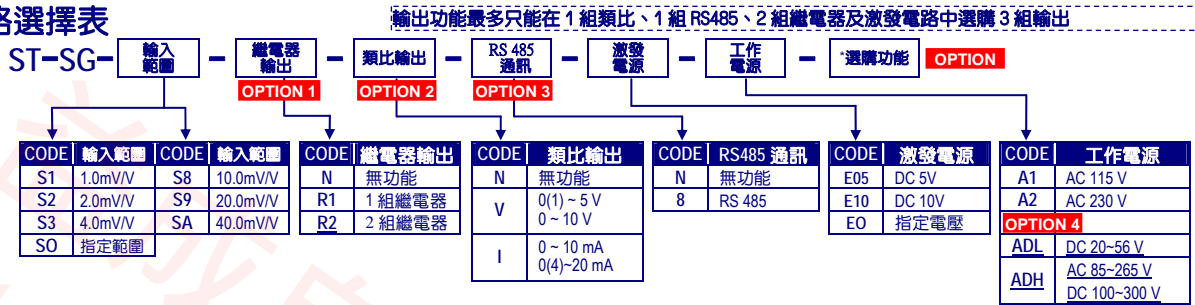 格選擇表
輸出功能最多只能在 1 組類比、1 組 RS485、2 組繼電器及激發電路中選購 3 組輸出
ST-SG- 輸入範圍 - 繼電器輸出 - 類比輸出 - RS 485 通訊 - 激發電源 - 工作電源 - *選購功能 OPTION
OPTION 1 OPTION 2 OPTION 3
CODE 輸入範圍 CODE 輸入範圍
S1 1.0mV/V S8 10.0mV/V
S2 2.0mV/V S9 20.0mV/V
S3 4.0mV/V SA 40.0mV/V
SO 指定範圍
CODE 繼電器輸出
N 無功能
R1 1 組繼電器
R2 2 組繼電器
CODE 類比輸出
N 無功能
V 0(1) ~ 5 V
0 ~ 10 V
I 0 ~ 10 mA
0(4)~20 mA
CODE RS485 通訊
N 無功能
8 RS 485
CODE 激發電源
E05 DC 5V
E10 DC 10V
EO 指定電壓
CODE 工作電源
A1 AC 115 V
A2 AC 230 V
OPTION 4
ADL DC 20~56 V
ADH AC 85~265 V
DC 100~300 V